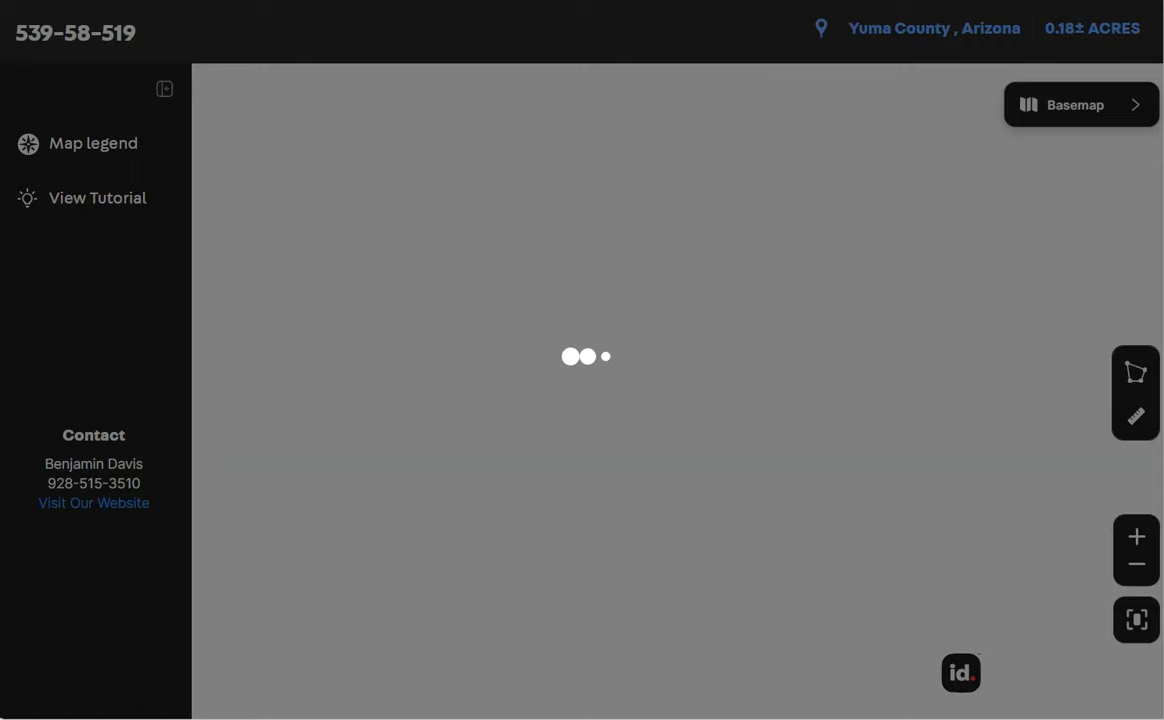 539-58-519
Yuma County , Arizona
0.18± ACRES
Basemap
Map legend
View Tutorial
Contact
Benjamin Davis
928-515-3510
Visit Our Website
id.